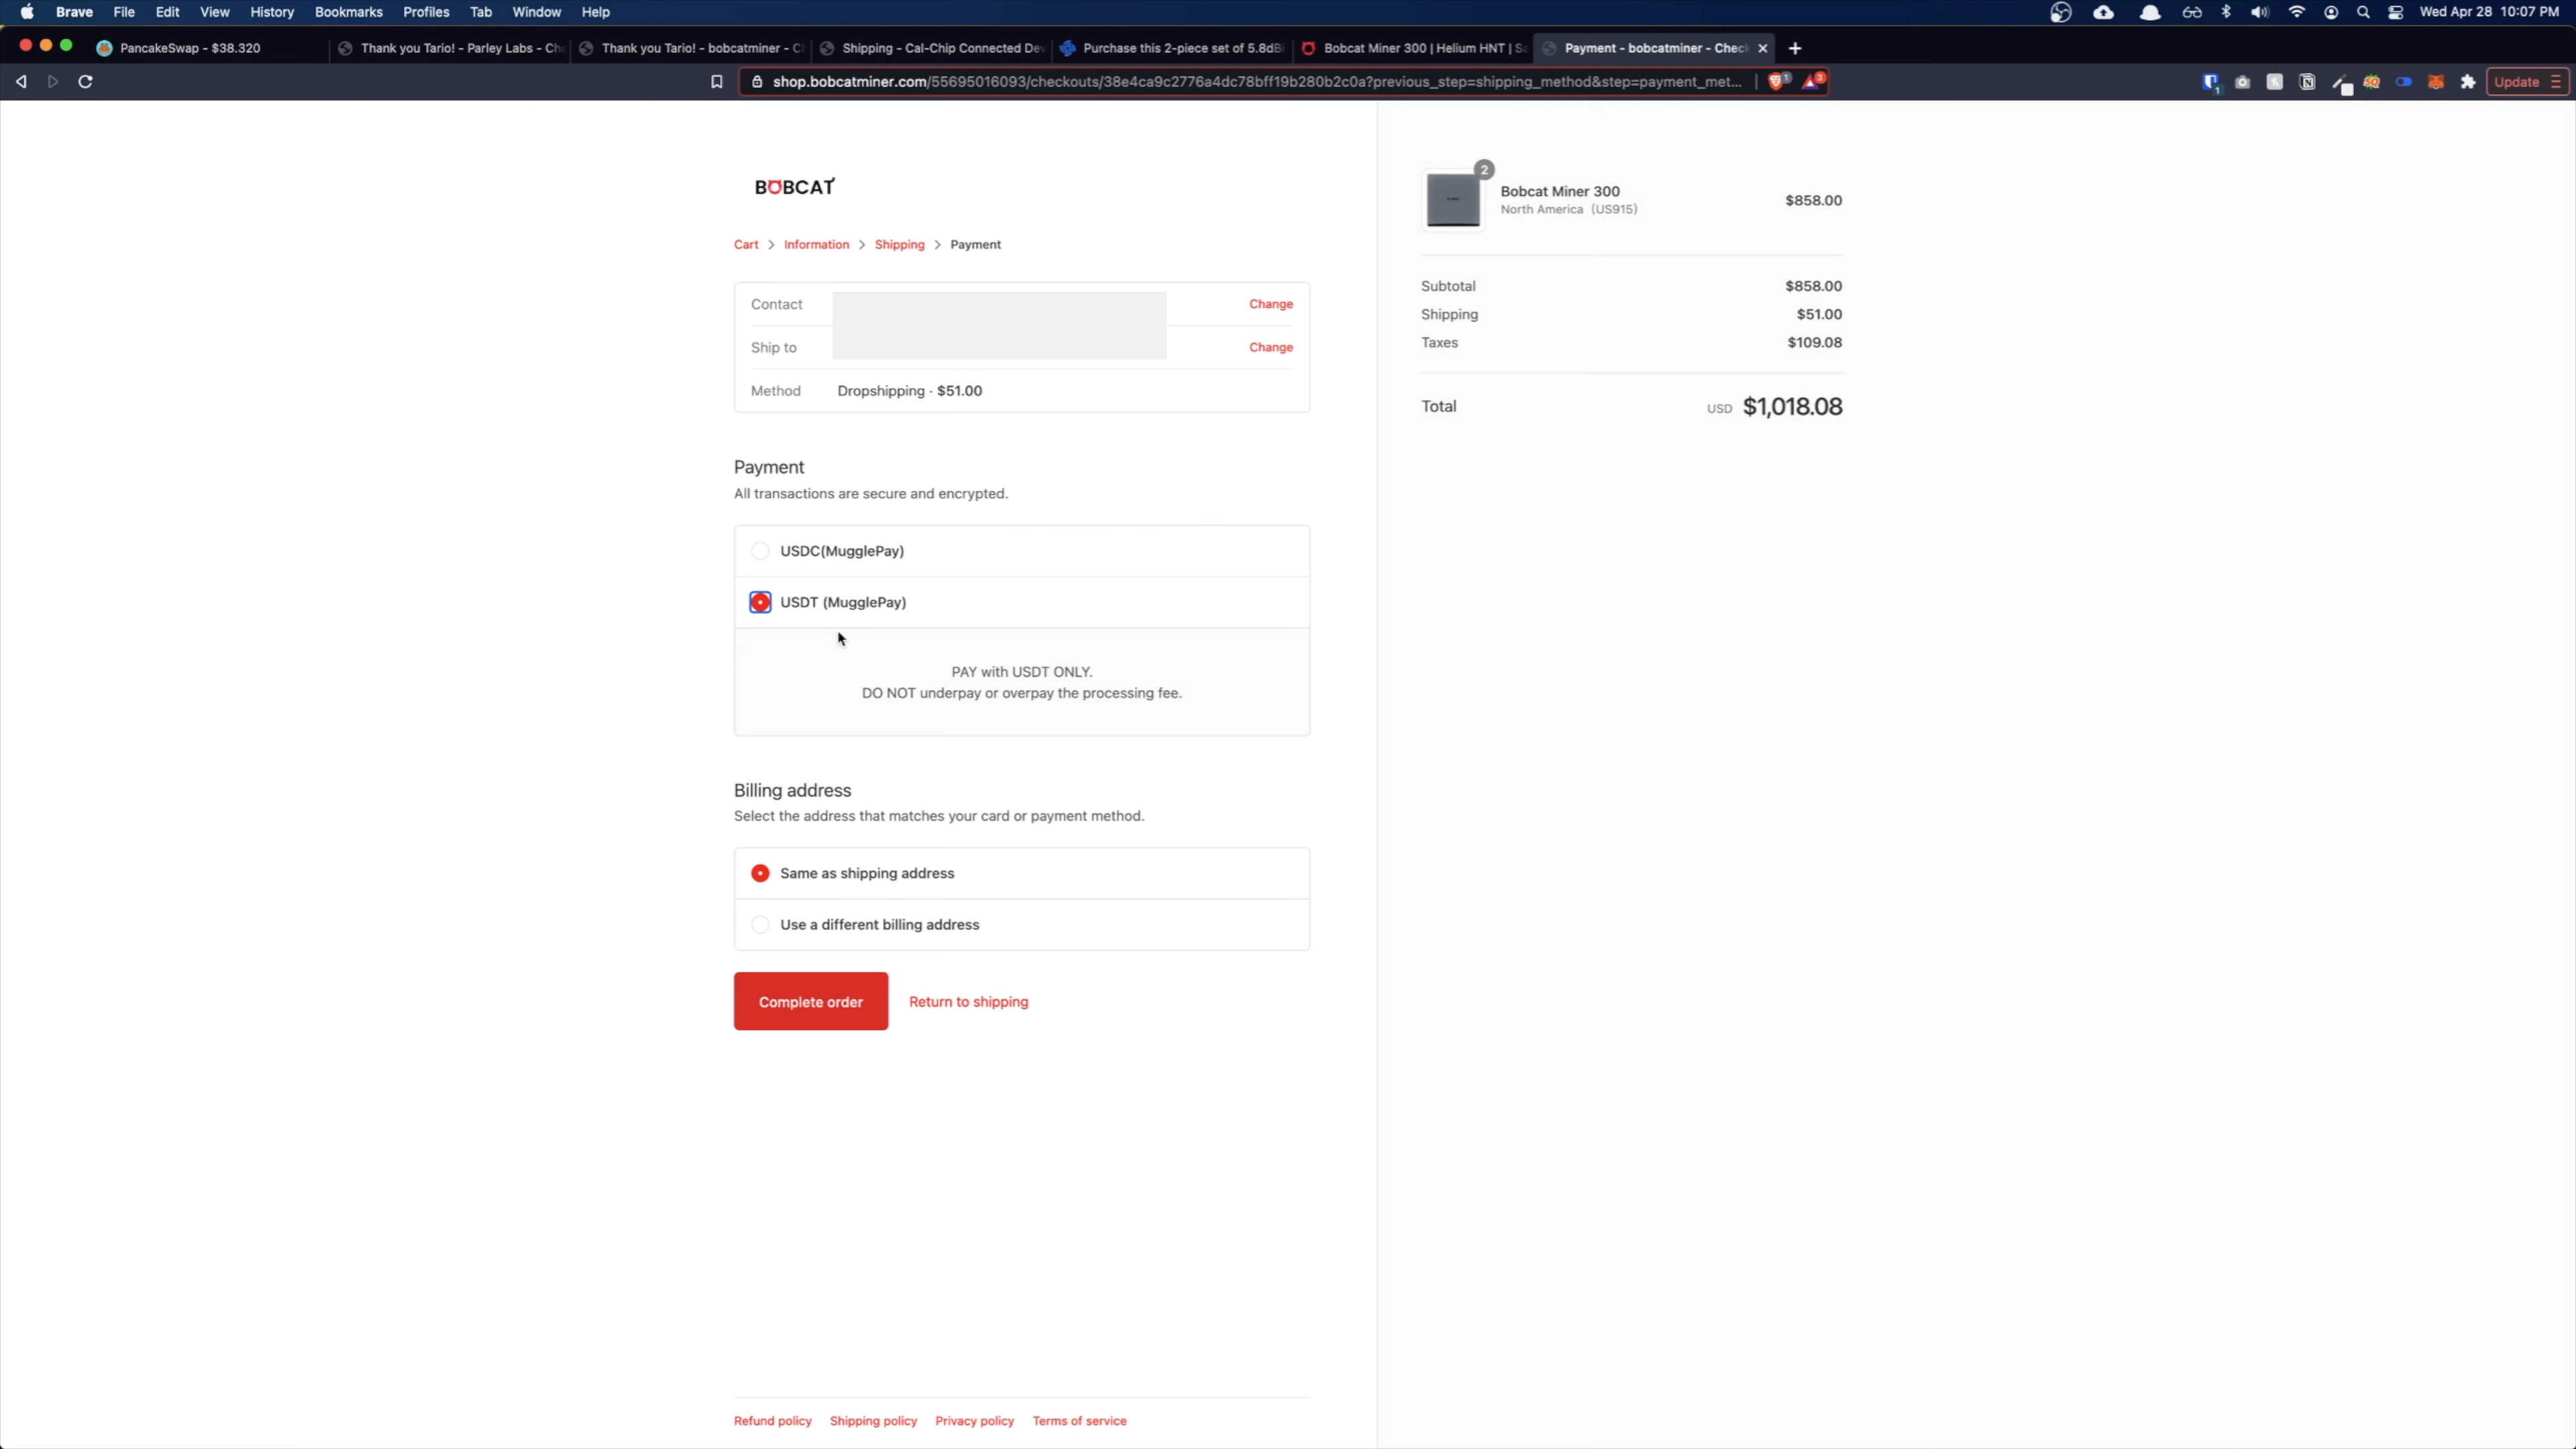 Brave File Edit View History Bookmarks Profiles Tab Window Help Wed Apr 28 10:07 PM
PancakeSwap - $38.320 Thank you Tario! - Parley Labs - Ch Thank you Tario! - bobcatminer - C Shipping - Cal-Chip Connected Dev Purchase this 2-piece set of 5.8dBi Bobcat Miner 300 | Helium HNT | Sa Payment - bobcatminer - Chec
shop.bobcatminer.com/55695016093/checkouts/38e4ca9c2776a4dc78bff19b280b2c0a?previous_step=shipping_method&step=payment_met... 1 3 1 Update
BOBCAT
Cart > Information > Shipping > Payment
Contact Change
Ship to Change
Method Dropshipping · $51.00
Payment
All transactions are secure and encrypted.
USDC(MugglePay)
USDT (MugglePay)
PAY with USDT ONLY.
DO NOT underpay or overpay the processing fee.
Billing address
Select the address that matches your card or payment method.
Same as shipping address
Use a different billing address
Complete order Return to shipping
Refund policy Shipping policy Privacy policy Terms of service
2
Bobcat Miner 300
North America (US915)
$858.00
Subtotal $858.00
Shipping $51.00
Taxes $109.08
Total USD $1,018.08